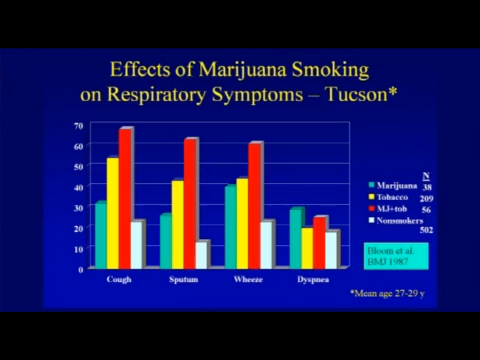 Effects of Marijuana Smoking
on Respiratory Symptoms – Tucson*
70
60
50
40
30
20
10
0
Cough
Sputum
Wheeze
Dyspnea
N
Marijuana 38
Tobacco 209
MJ+tob 56
Nonsmokers
502
Bloom et al.
BMJ 1987
*Mean age 27-29 y